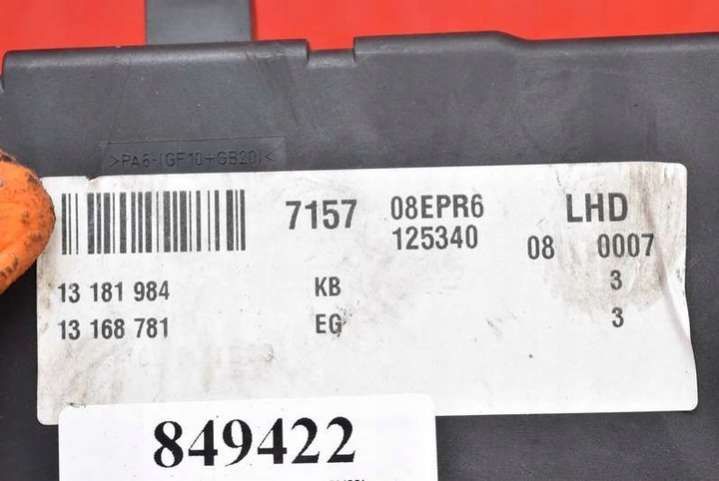 >PA6-(GF10+GB20)<
7157 08EPR6 LHD
125340 08 0007
13 181 984 KB 3
13 168 781 EG 3
849422